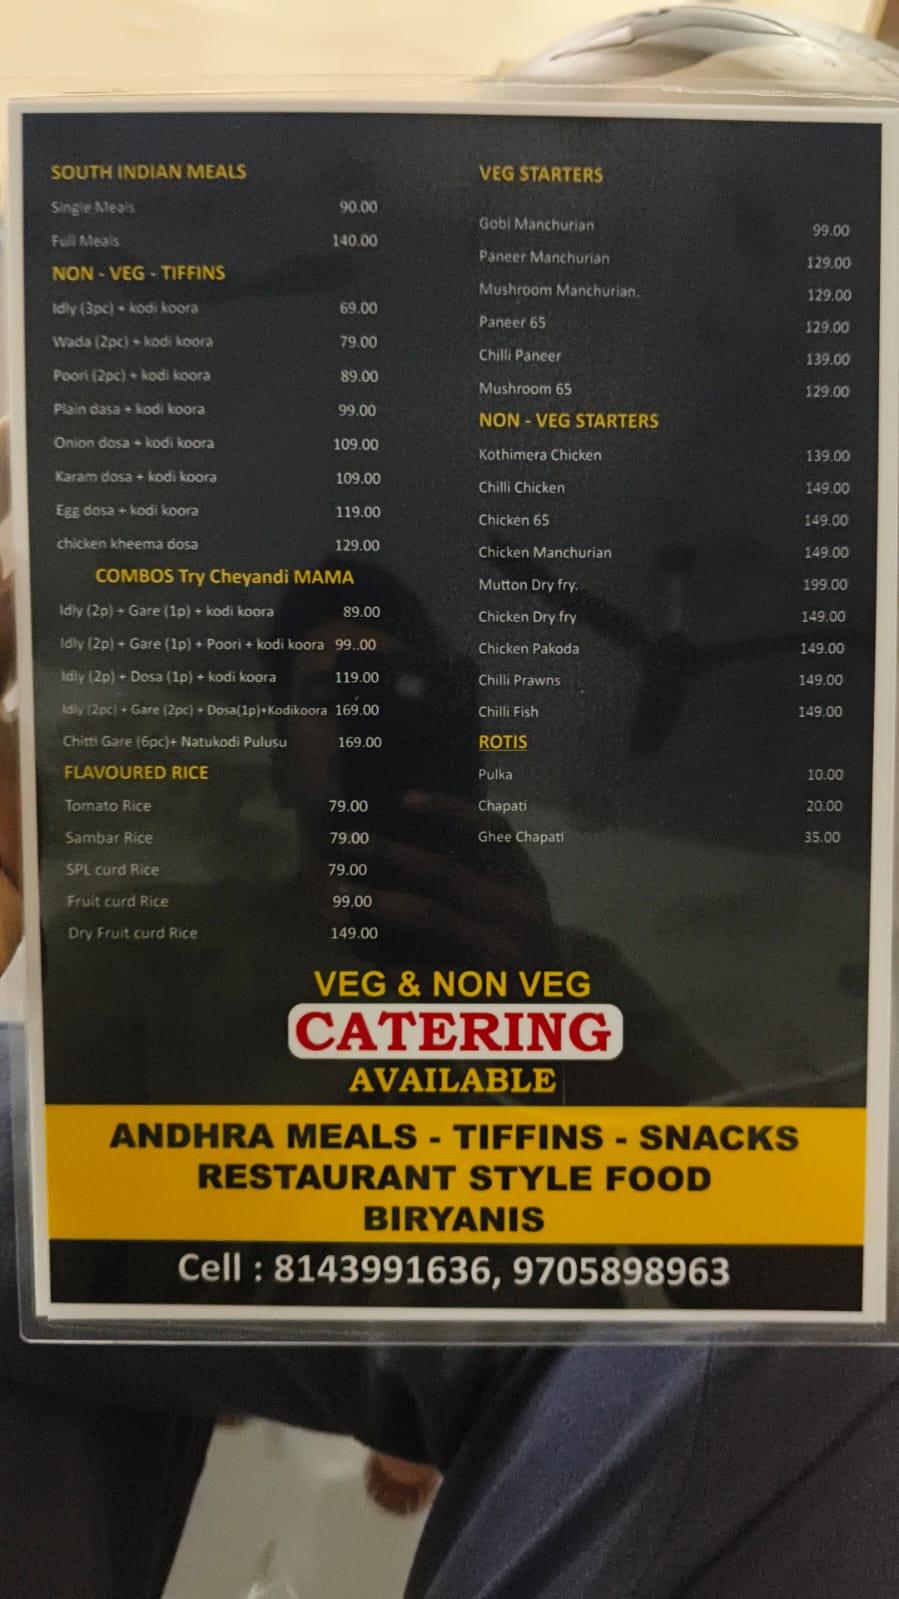 SOUTH INDIAN MEALS
Single Meals 90.00
Full Meals 140.00
NON - VEG - TIFFINS
Idly (3pc) + kodi koora 69.00
Wada (2pc) + kodi koora 79.00
Poori (2pc) + kodi koora 89.00
Plain dasa + kodi koora 99.00
Onion dosa + kodi koora 109.00
Karam dosa + kodi koora 109.00
Egg dosa + kodi koora 119.00
chicken kheema dosa 129.00
COMBOS Try Cheyandi MAMA
Idly (2p) + Gare (1p) + kodi koora 89.00
Idly (2p) + Gare (1p) + Poori + kodi koora 99..00
Idly (2p) + Dosa (1p) + kodi koora 119.00
Idly (2pc) + Gare (2pc) + Dosa(1p)+Kodikoora 169.00
Chitti Gare (6pc)+ Natukodi Pulusu 169.00
FLAVOURED RICE
Tomato Rice 79.00
Sambar Rice 79.00
SPL curd Rice 79.00
Fruit curd Rice 99.00
Dry Fruit curd Rice 149.00
VEG STARTERS
Gobi Manchurian 99.00
Paneer Manchurian 129.00
Mushroom Manchurian. 129.00
Paneer 65 129.00
Chilli Paneer 139.00
Mushroom 65 129.00
NON - VEG STARTERS
Kothimera Chicken 139.00
Chilli Chicken 149.00
Chicken 65 149.00
Chicken Manchurian 149.00
Mutton Dry fry. 199.00
Chicken Dry fry 149.00
Chicken Pakoda 149.00
Chilli Prawns 149.00
Chilli Fish 149.00
ROTIS
Pulka 10.00
Chapati 20.00
Ghee Chapati 35.00
VEG & NON VEG
CATERING
AVAILABLE
ANDHRA MEALS - TIFFINS - SNACKS
RESTAURANT STYLE FOOD
BIRYANIS
Cell : 8143991636, 9705898963